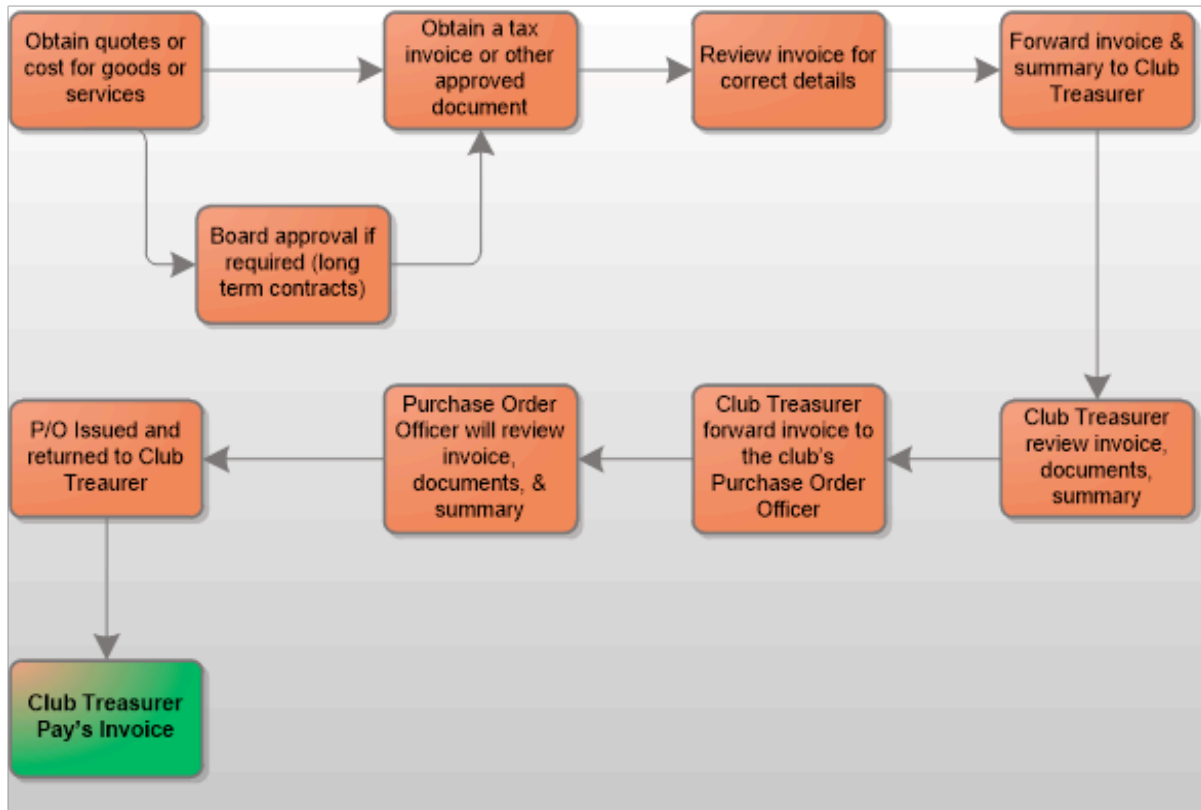 Obtain quotes or
cost for goods or
services
Obtain a tax
invoice or other
approved
document
Review invoice for
correct details
Forward invoice &
summary to Club
Treasurer
Board approval if
required (long
term contracts)
Club Treasurer
review invoice,
documents,
summary
Club Treasurer
forward invoice to
the club's
Purchase Order
Officer
Purchase Order
Officer will review
invoice,
documents, &
summary
P/O Issued and
returned to Club
Treaurer
Club Treasurer
Pay's Invoice